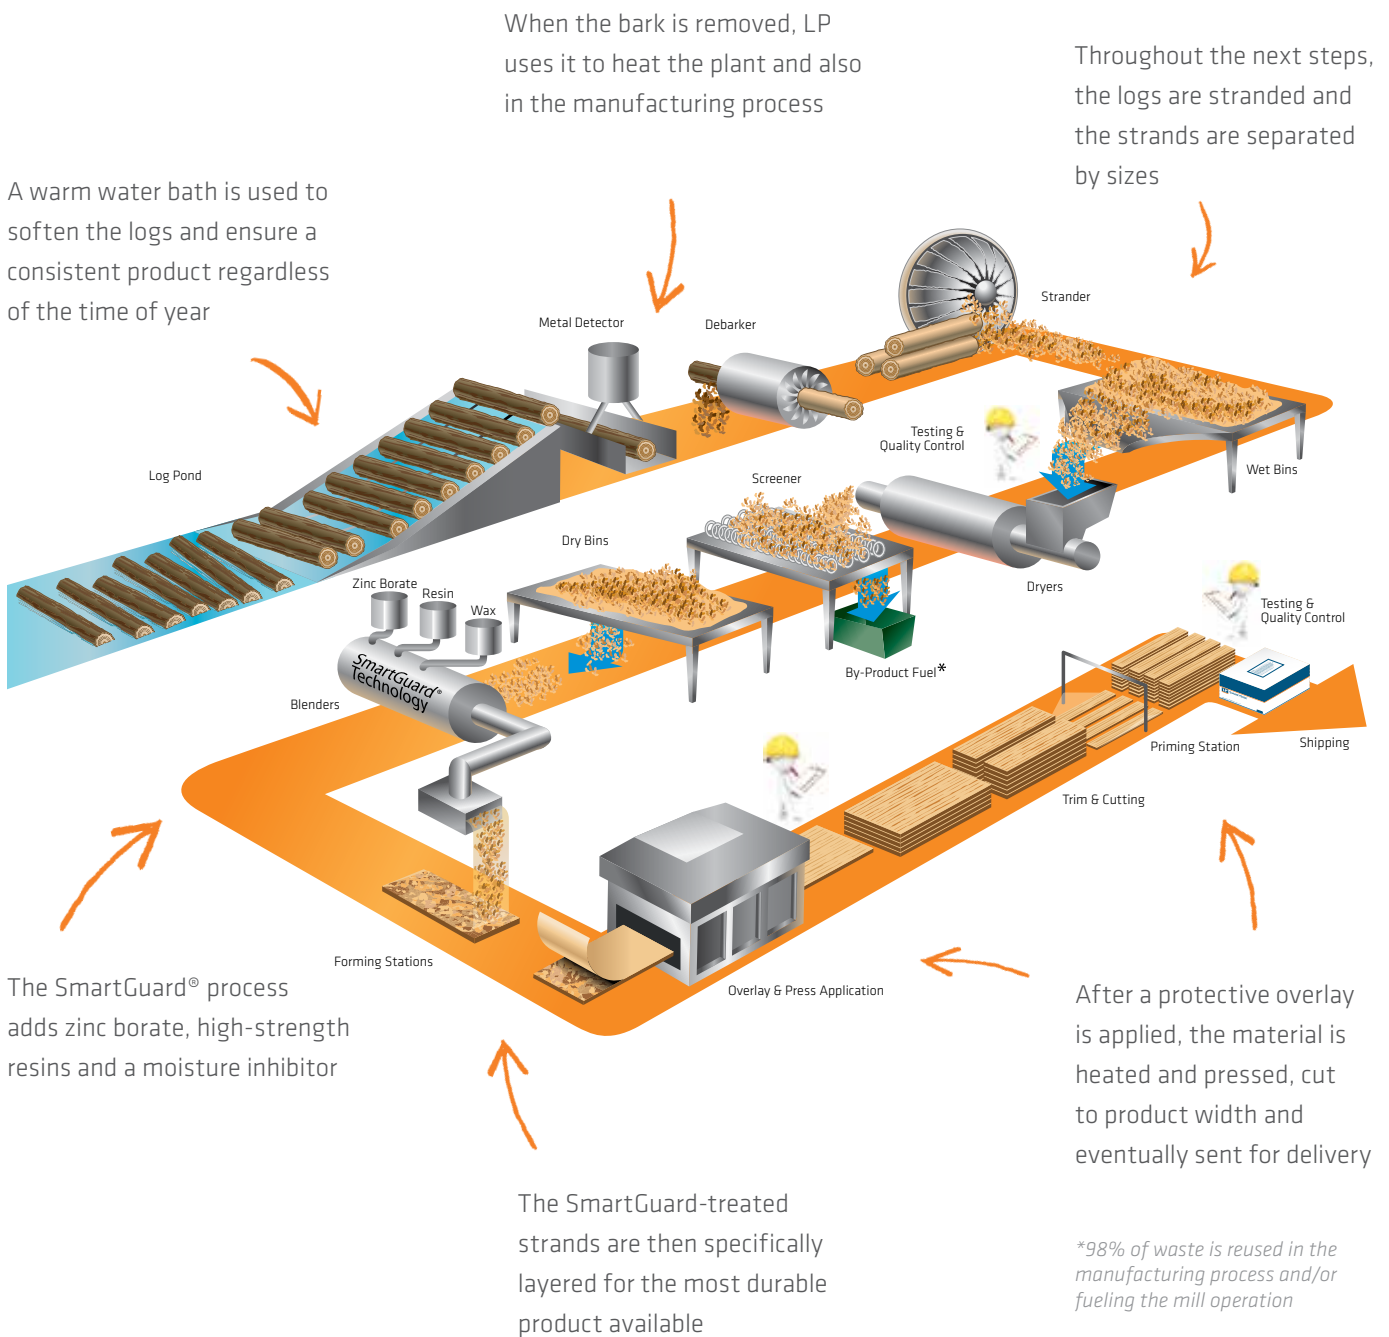 When the bark is removed, LP
uses it to heat the plant and also
in the manufacturing process
Throughout the next steps,
the logs are stranded and
the strands are separated
by sizes
A warm water bath is used to
soften the logs and ensure a
consistent product regardless
of the time of year
Strander
Metal Detector
Debarker
Testing &
Quality Control
Log Pond
Screener
Wet Bins
Dry Bins
Dryers
Zinc Borate
Resin
Wax
Testing &
Quality Control
SmartGuard®
Technology
By-Product Fuel*
Blenders
Priming Station
Shipping
Trim & Cutting
Forming Stations
Overlay & Press Application
The SmartGuard® process
adds zinc borate, high-strength
resins and a moisture inhibitor
After a protective overlay
is applied, the material is
heated and pressed, cut
to product width and
eventually sent for delivery
The SmartGuard-treated
strands are then specifically
layered for the most durable
product available
*98% of waste is reused in the
manufacturing process and/or
fueling the mill operation